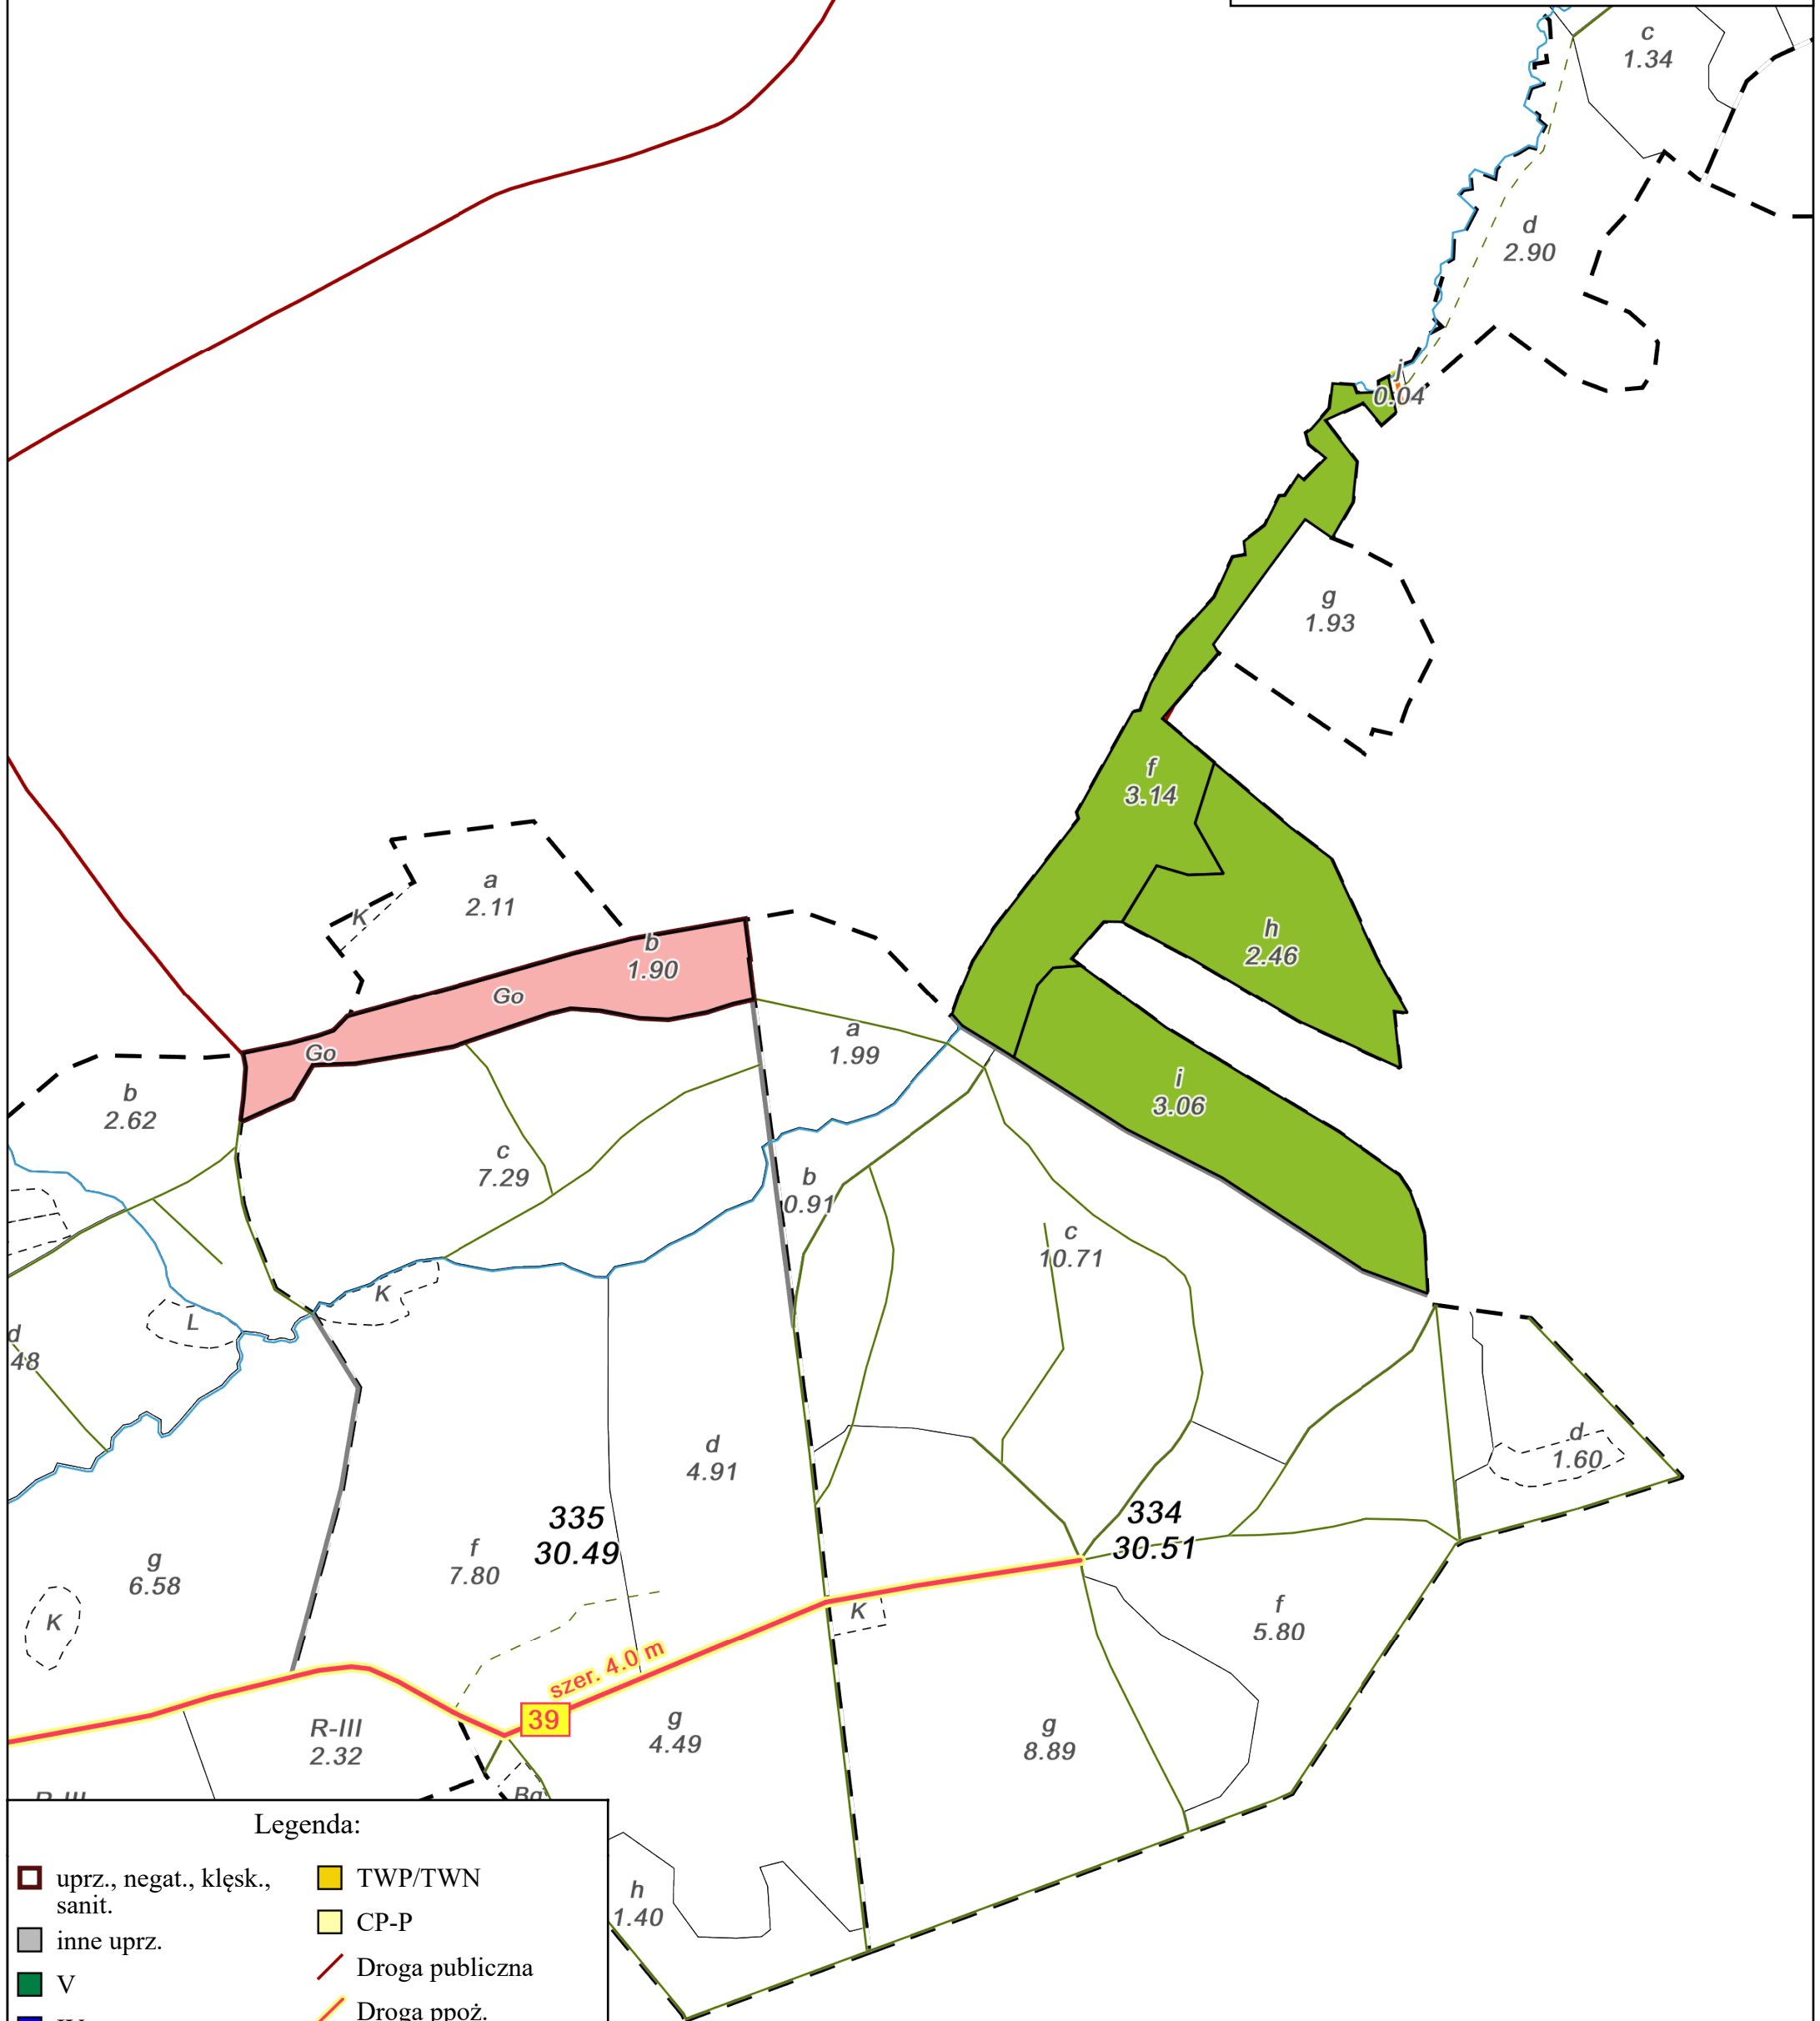 c
1.34
d
2.90
j
0.04
g
1.93
f
3.14
a
2.11
K
h
2.46
b
1.90
Go
Go
a
1.99
b
2.62
i
3.06
c
7.29
b
0.91
c
10.71
K
L
d
48
d
4.91
d
1.60
335
30.49
334
30.51
g
6.58
f
7.80
K
K
f
5.80
szer. 4.0 m
39
R-III
2.32
g
4.49
g
8.89
R-III
Bg
h
1.40
Legenda:
uprz., negat., klęsk.,
sanit.
inne uprz.
V
TWP/TWN
CP-P
Droga publiczna
Droga ppoż.